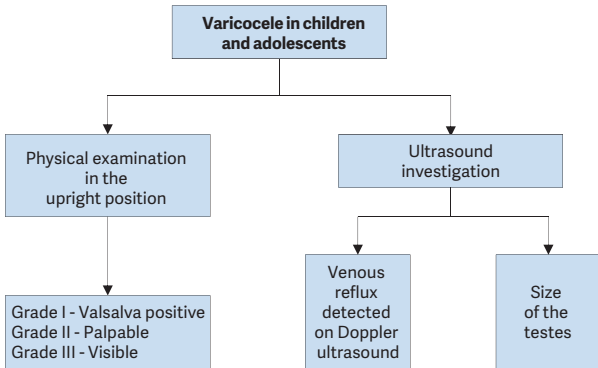 Varicocele in children
and adolescents
Physical examination
in the
upright position
Ultrasound
investigation
Grade I - Valsalva positive
Grade II - Palpable
Grade III - Visible
Venous
reflux
detected
on Doppler
ultrasound
Size
of the
testes